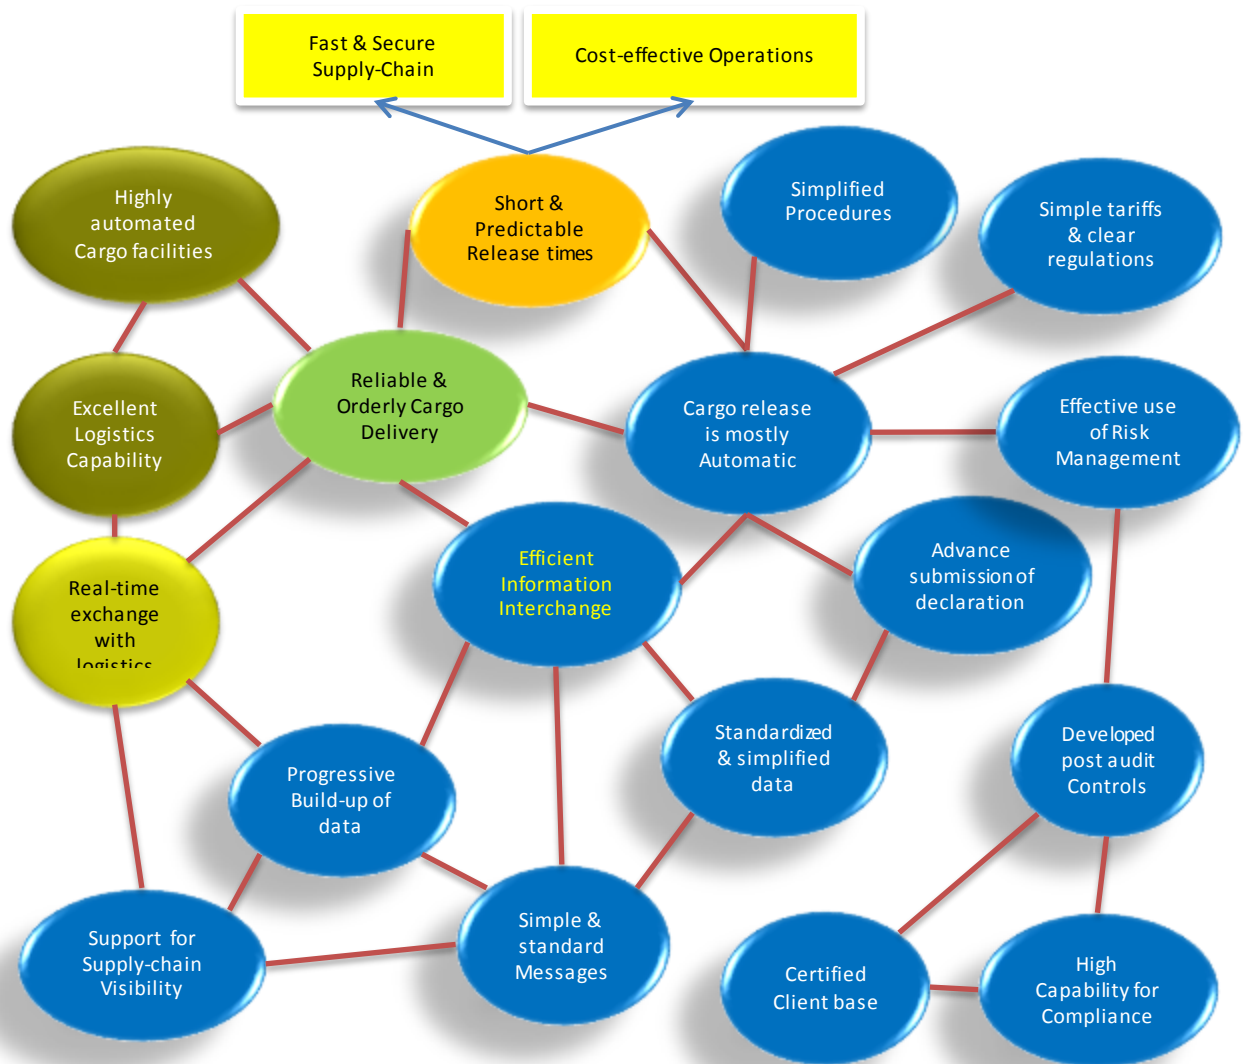 Fast & Secure
Supply-Chain
Cost-effective Operations
Highly
automated
Cargo facilities
Short &
Predictable
Release times
Simplified
Procedures
Simple tariffs
& clear
regulations
Excellent
Logistics
Capability
Reliable &
Orderly Cargo
Delivery
Cargo release
is mostly
Automatic
Effective use
of Risk
Management
Real-time
exchange
with
logistics
Efficient
Information
Interchange
Advance
submission of
declaration
Progressive
Build-up of
data
Standardized
& simplified
data
Developed
post audit
Controls
Support for
Supply-chain
Visibility
Simple &
standard
Messages
Certified
Client base
High
Capability for
Compliance